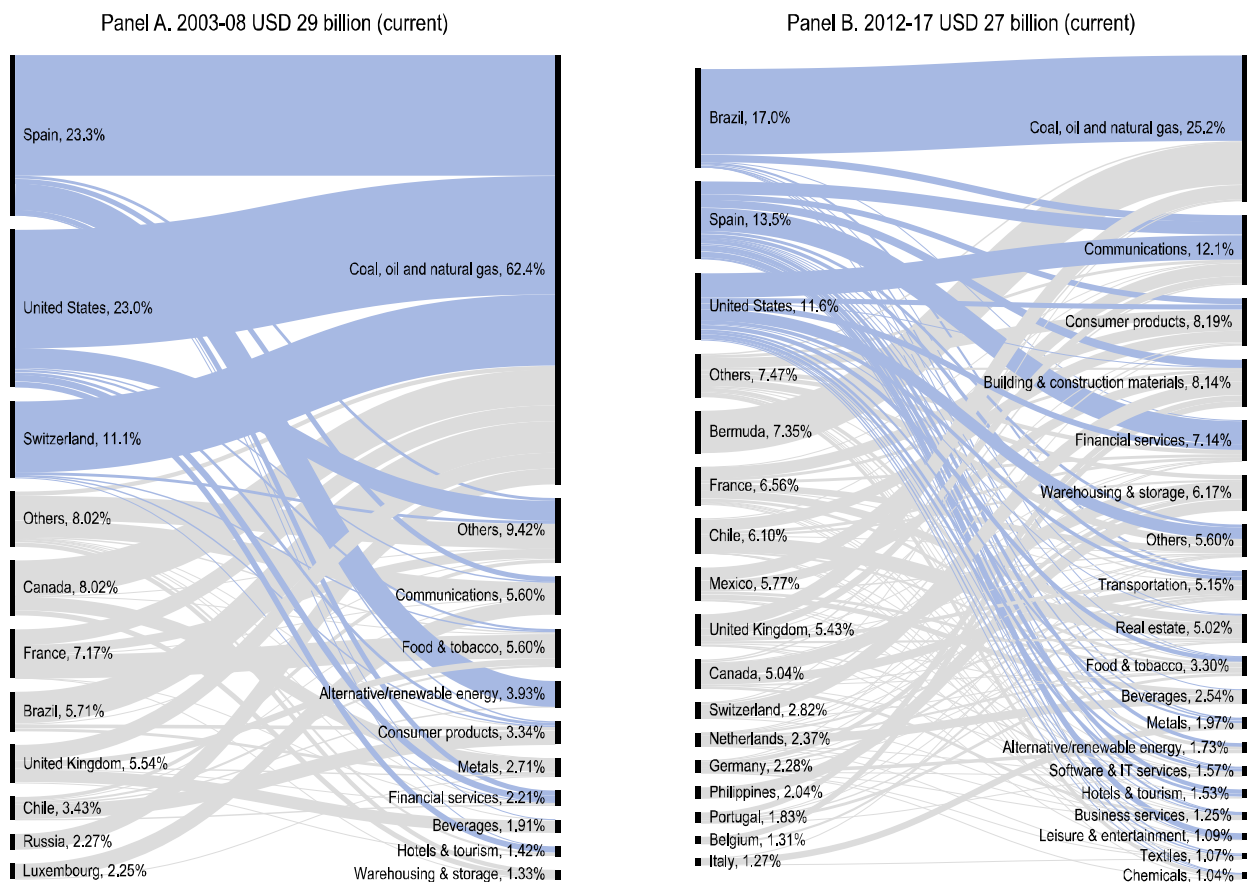 Panel A. 2003-08 USD 29 billion (current)
Spain, 23.3%
United States, 23.0%
Switzerland, 11.1%
Others, 8.02%
Canada, 8.02%
France, 7.17%
Brazil, 5.71%
United Kingdom, 5.54%
Chile, 3.43%
Russia, 2.27%
Luxembourg, 2.25%
Coal, oil and natural gas, 62.4%
Others, 9.42%
Communications, 5.60%
Food & tobacco, 5.60%
Alternative/renewable energy, 3.93%
Consumer products, 3.34%
Metals, 2.71%
Financial services, 2.21%
Beverages, 1.91%
Hotels & tourism, 1.42%
Warehousing & storage, 1.33%
Panel B. 2012-17 USD 27 billion (current)
Brazil, 17.0%
Spain, 13.5%
United States, 11.6%
Others, 7.47%
Bermuda, 7.35%
France, 6.56%
Chile, 6.10%
Mexico, 5.77%
United Kingdom, 5.43%
Canada, 5.04%
Switzerland, 2.82%
Netherlands, 2.37%
Germany, 2.28%
Philippines, 2.04%
Portugal, 1.83%
Belgium, 1.31%
Italy, 1.27%
Coal, oil and natural gas, 25.2%
Communications, 12.1%
Consumer products, 8.19%
Building & construction materials, 8.14%
Financial services, 7.14%
Warehousing & storage, 6.17%
Others, 5.60%
Transportation, 5.15%
Real estate, 5.02%
Food & tobacco, 3.30%
Beverages, 2.54%
Metals, 1.97%
Alternative/renewable energy, 1.73%
Software & IT services, 1.57%
Hotels & tourism, 1.53%
Business services, 1.25%
Leisure & entertainment, 1.09%
Textiles, 1.07%
Chemicals, 1.04%